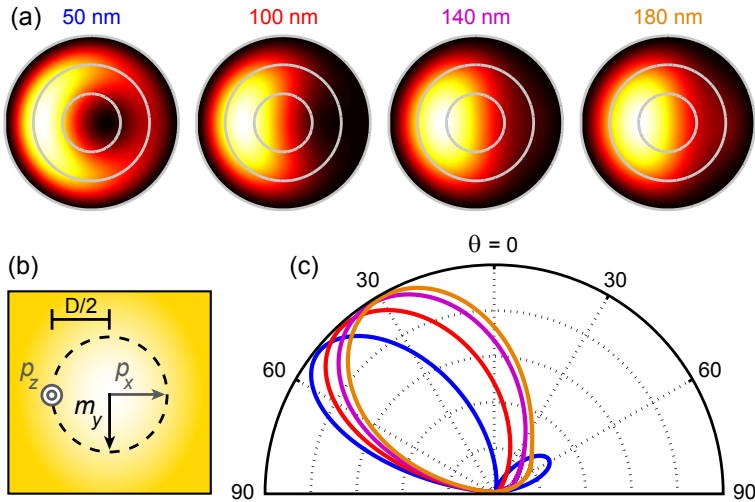 (a)
50 nm
100 nm
140 nm
180 nm
(b)
D/2
p_z
p_x
m_y
(c)
θ = 0
30
30
60
60
90
90